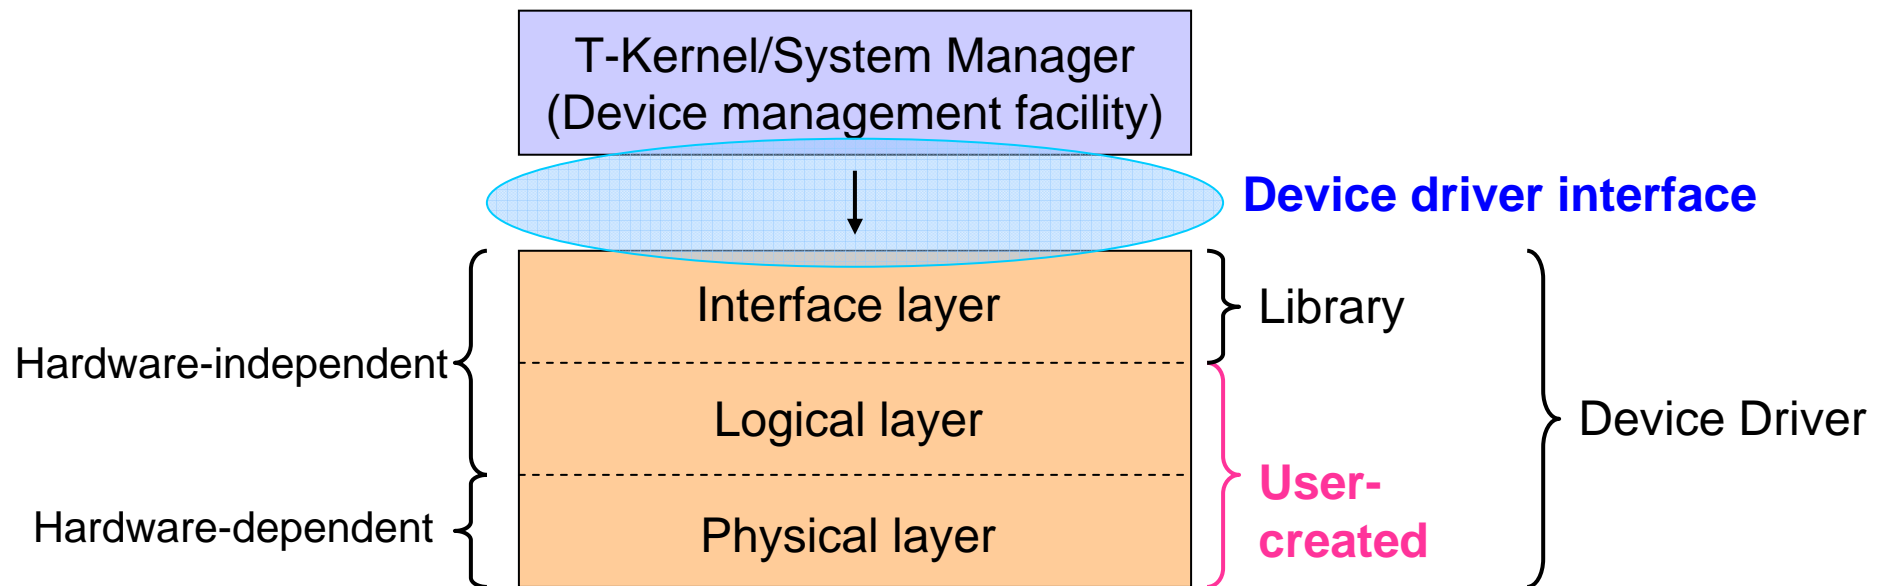 T-Kernel/System Manager
(Device management facility)
Device driver interface
Interface layer
Library
Hardware-independent
Logical layer
Device Driver
User-
created
Hardware-dependent
Physical layer